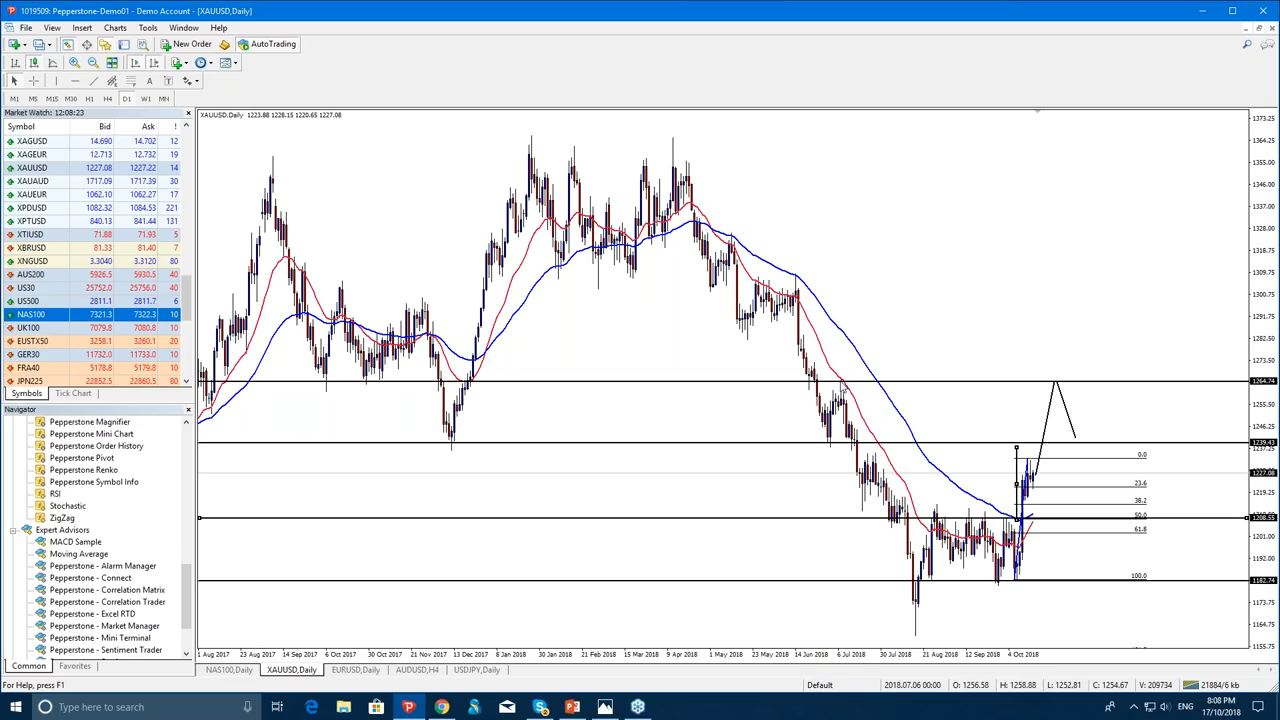 1019509: Pepperstone-Demo01 - Demo Account - [XAUUSD,Daily]
File View Insert Charts Tools Window Help
New Order AutoTrading
A T
M1 M5 M15 M30 H1 H4 D1 W1 MN
Market Watch: 12:08:23
Symbol Bid Ask !
XAGUSD 14.690 14.702 12
XAGEUR 12.713 12.732 19
XAUUSD 1227.08 1227.22 14
XAUAUD 1717.09 1717.39 30
XAUEUR 1062.10 1062.27 17
XPDUSD 1082.32 1084.53 221
XPTUSD 840.13 841.44 131
XTIUSD 71.88 71.93 5
XBRUSD 81.33 81.40 7
XNGUSD 3.3040 3.3120 80
AUS200 5926.5 5930.5 40
US30 25752.0 25756.0 40
US500 2811.1 2811.7 6
NAS100 7321.3 7322.3 10
UK100 7079.8 7080.8 10
EUSTX50 3258.1 3260.1 20
GER30 11732.0 11733.0 10
FRA40 5178.8 5179.8 10
JPN225 22852.5 22860.5 80
Symbols Tick Chart
Navigator
Pepperstone Magnifier
Pepperstone Mini Chart
Pepperstone Order History
Pepperstone Pivot
Pepperstone Renko
Pepperstone Symbol Info
RSI
Stochastic
ZigZag
Expert Advisors
MACD Sample
Moving Average
Pepperstone - Alarm Manager
Pepperstone - Connect
Pepperstone - Correlation Matrix
Pepperstone - Correlation Trader
Pepperstone - Excel RTD
Pepperstone - Market Manager
Pepperstone - Mini Terminal
Pepperstone - Sentiment Trader
Common Favorites
XAUUSD,Daily 1223.88 1228.15 1220.65 1227.08
1373.25
1364.25
1355.00
1346.00
1337.00
1328.00
1318.75
1309.75
1300.75
1291.75
1282.50
1273.50
1264.74
1255.50
1246.25
1239.43
1237.25
1227.08
1219.25
1208.55
1201.00
1192.00
1182.74
1173.75
1164.75
1155.75
0.0
23.6
38.2
50.0
61.8
100.0
1 Aug 2017 23 Aug 2017 14 Sep 2017 6 Oct 2017 30 Oct 2017 21 Nov 2017 13 Dec 2017 8 Jan 2018 30 Jan 2018 21 Feb 2018 15 Mar 2018 9 Apr 2018 1 May 2018 23 May 2018 14 Jun 2018 6 Jul 2018 30 Jul 2018 21 Aug 2018 12 Sep 2018 4 Oct 2018
NAS100,Daily XAUUSD,Daily EURUSD,Daily AUDUSD,H4 USDJPY,Daily
For Help, press F1 Default 2018.07.06 00:00 O: 1256.58 H: 1258.88 L: 1252.81 C: 1254.67 V: 209734 21884/6 kb
Type here to search ENG 8:08 PM
17/10/2018